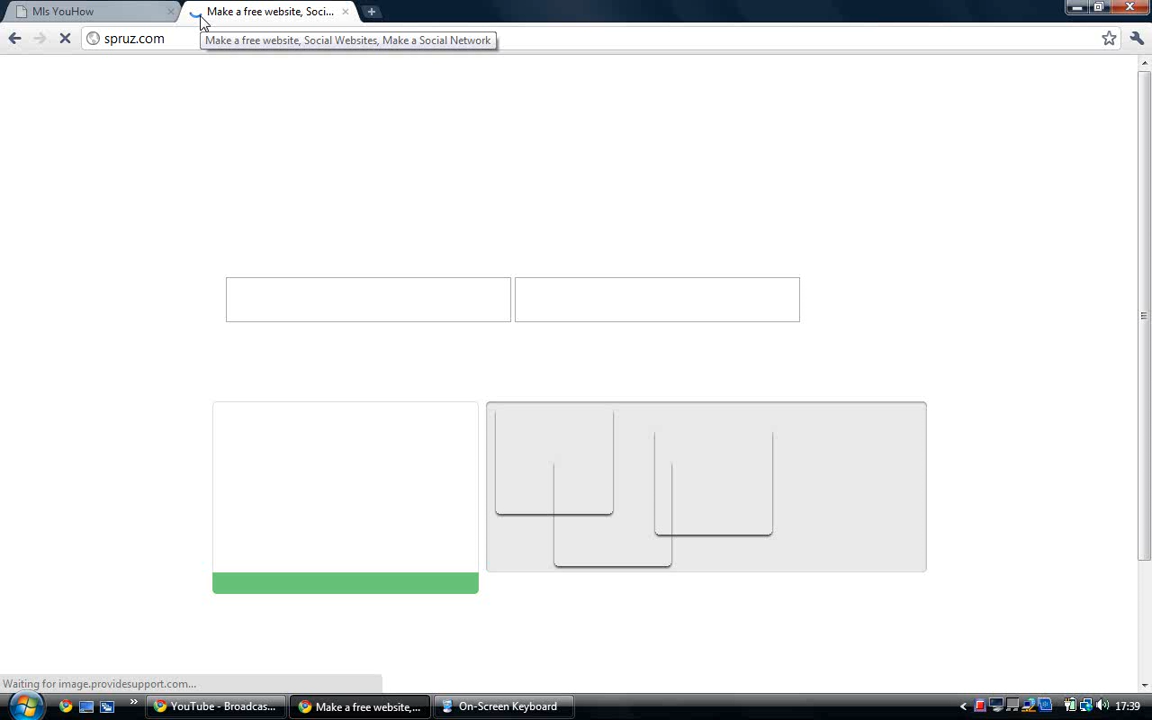 MIs YouHow
Make a free website, Soci...
spruz.com
Make a free website, Social Websites, Make a Social Network
Waiting for image.providesupport.com...
YouTube - Broadcas...
Make a free website,...
On-Screen Keyboard
17:39